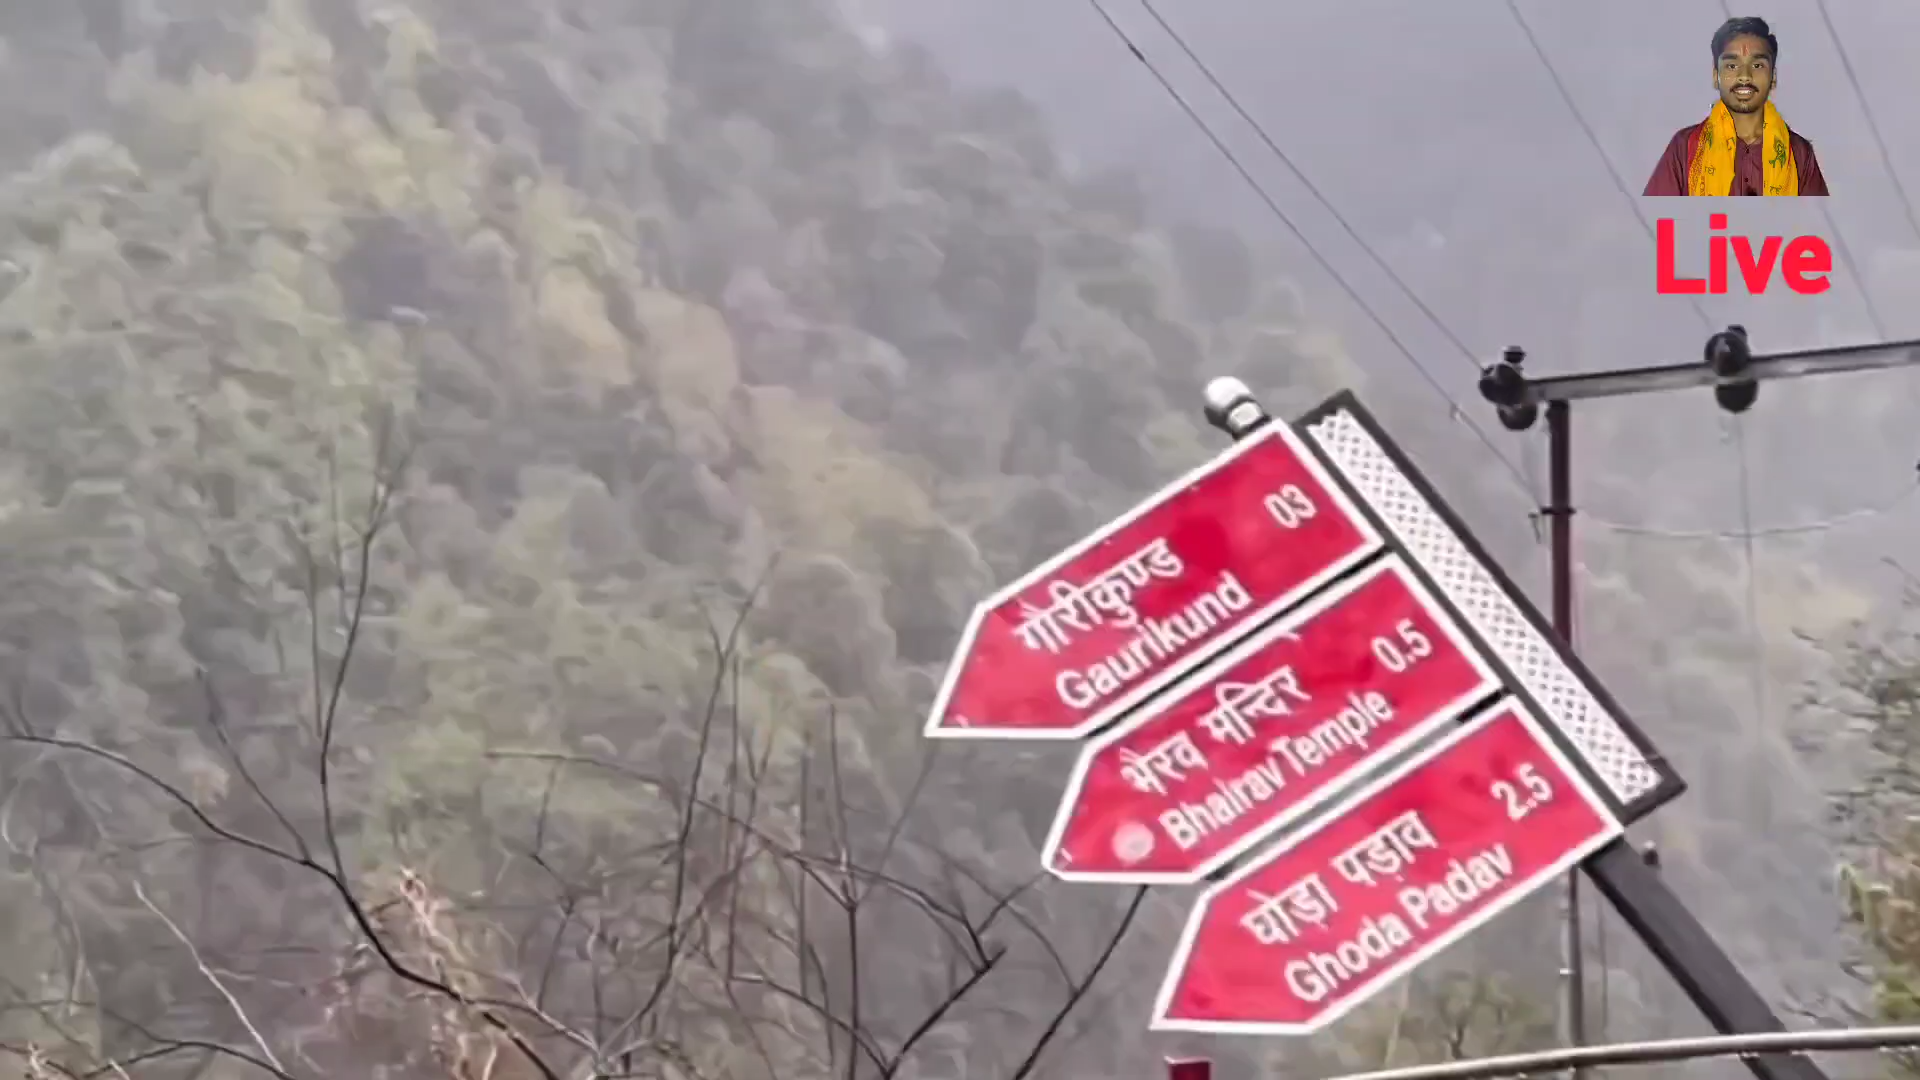 Live
03
गौरीकुण्ड
Gaurikund
0.5
भैरव मन्दिर
Bhairav Temple
2.5
घोड़ा पड़ाव
Ghoda Padav